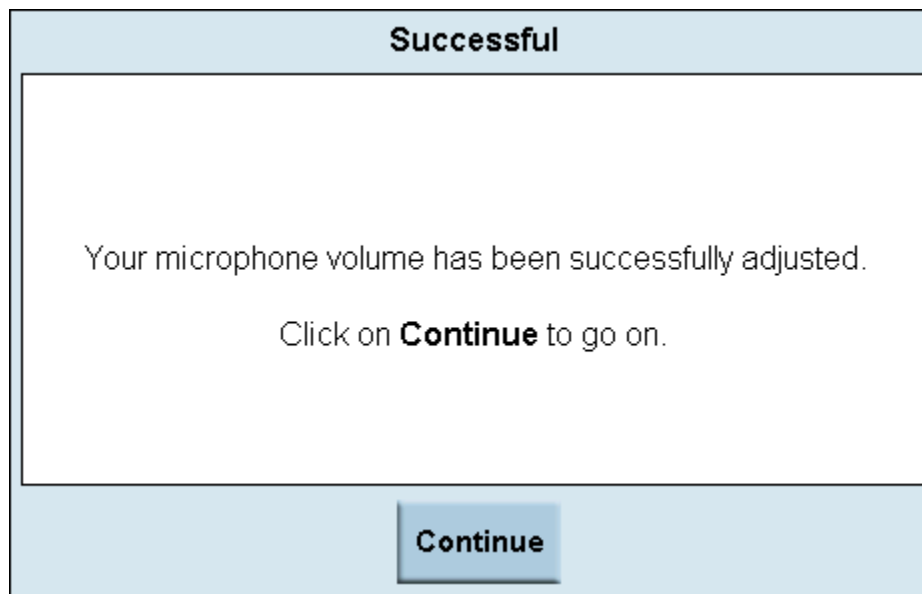 Successful
Your microphone volume has been successfully adjusted.
Click on Continue to go on.
Continue